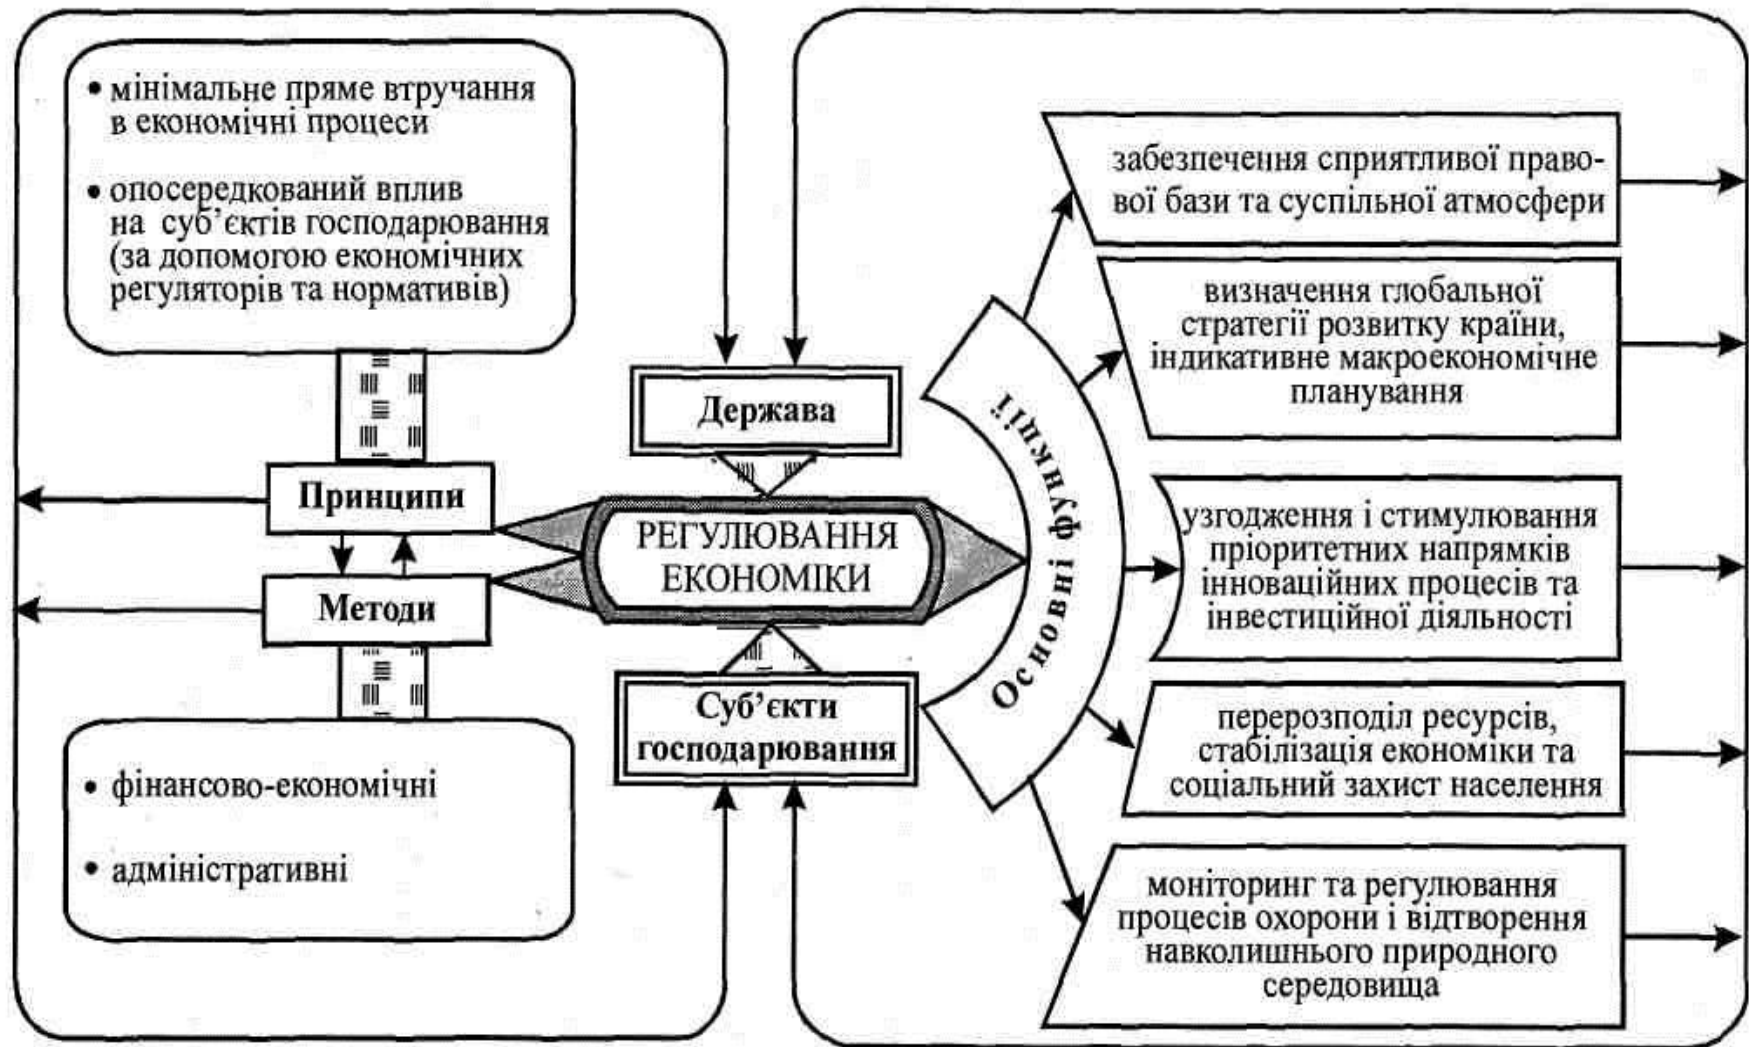 • мінімальне пряме втручання
в економічні процеси
• опосередкований вплив
на суб’єктів господарювання
(за допомогою економічних
регуляторів та нормативів)
Принципи
Методи
• фінансово-економічні
• адміністративні
Держава
РЕГУЛЮВАННЯ
ЕКОНОМІКИ
Суб’єкти
господарювання
Основні функції
забезпечення сприятливої право-
вої бази та суспільної атмосфери
визначення глобальної
стратегії розвитку країни,
індикативне макроекономічне
планування
узгодження і стимулювання
пріоритетних напрямків
інноваційних процесів та
інвестиційної діяльності
перерозподіл ресурсів,
стабілізація економіки та
соціальний захист населення
моніторинг та регулювання
процесів охорони і відтворення
навколишнього природного
середовища